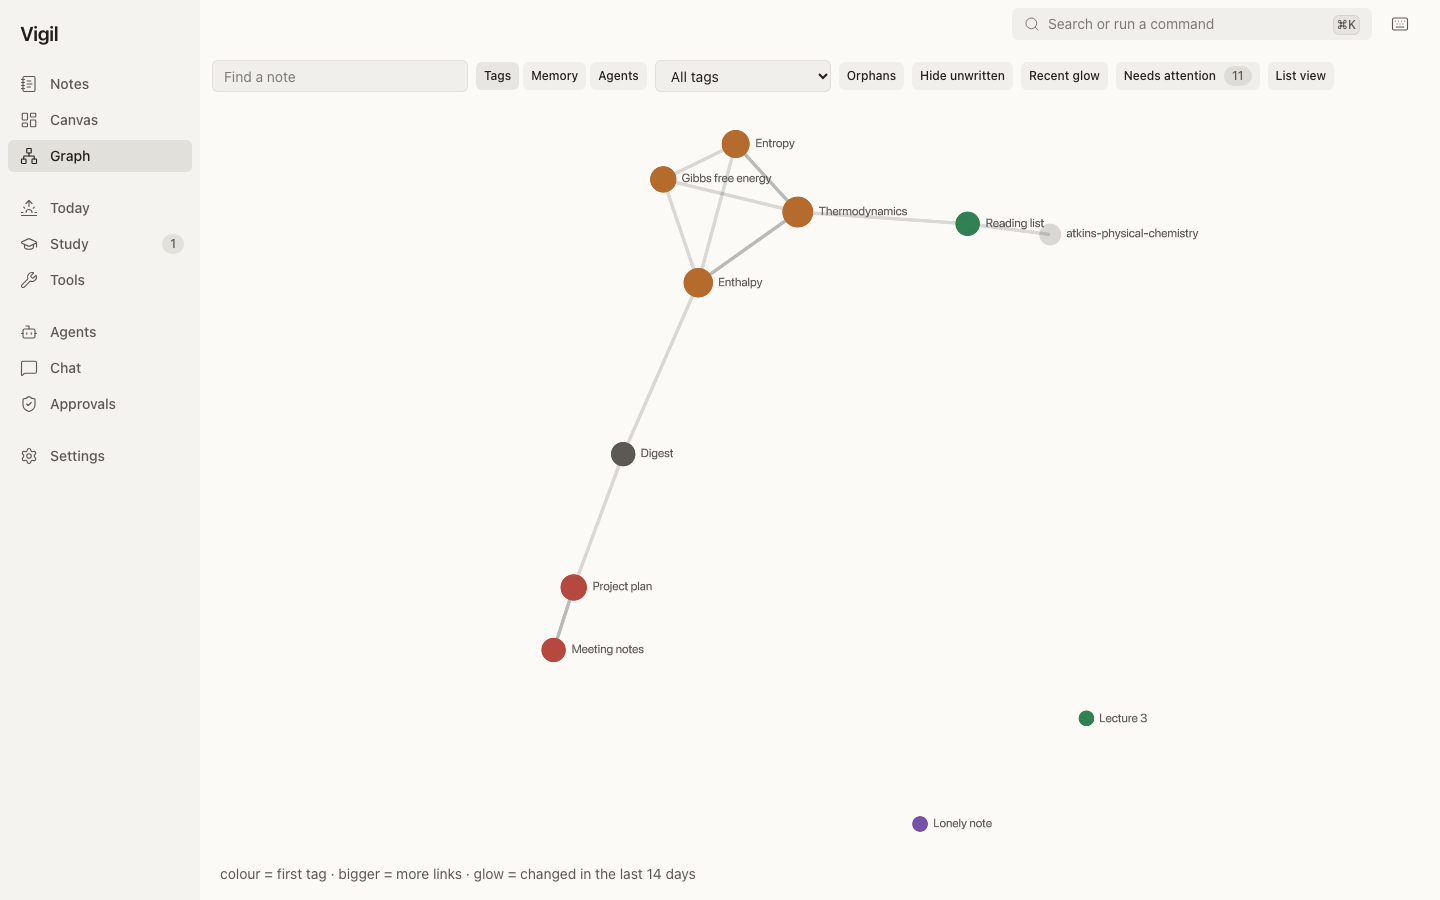 Vigil
Search or run a command
⌘K
Notes
Canvas
Graph
Today
Study
1
Tools
Agents
Chat
Approvals
Settings
Find a note
Tags
Memory
Agents
All tags
Orphans
Hide unwritten
Recent glow
Needs attention
11
List view
Entropy
Gibbs free energy
Thermodynamics
Reading list
atkins-physical-chemistry
Enthalpy
Digest
Project plan
Meeting notes
Lecture 3
Lonely note
colour = first tag · bigger = more links · glow = changed in the last 14 days